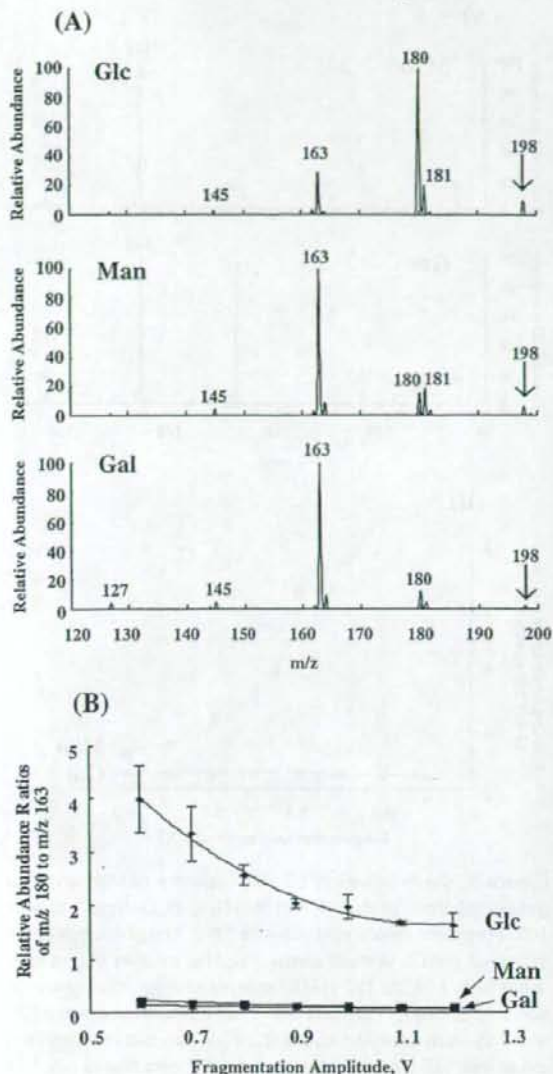 (A)
Relative Abundance
100
80
60
40
20
0
Glc
145
163
180
181
198
Relative Abundance
100
80
60
40
20
0
Man
145
163
180
181
198
Relative Abundance
100
80
60
40
20
0
Gal
127
145
163
180
198
120 130 140 150 160 170 180 190 200
m/z
(B)
Relative Abundance Ratios
of m/z 180 to m/z 163
5
4
3
2
1
0
Glc
Man
Gal
0.5 0.7 0.9 1.1 1.3
Fragmentation Amplitude, V